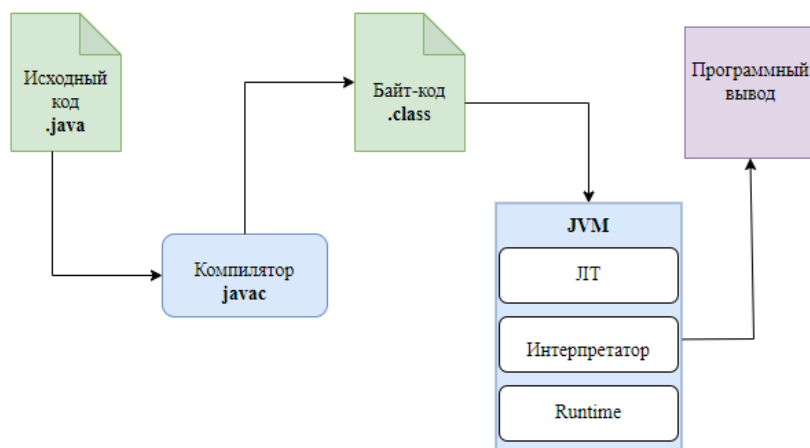 Исходный
код
.java
Байт-код
.class
Программный
вывод
Компилятор
javac
JVM
JIT
Интерпретатор
Runtime